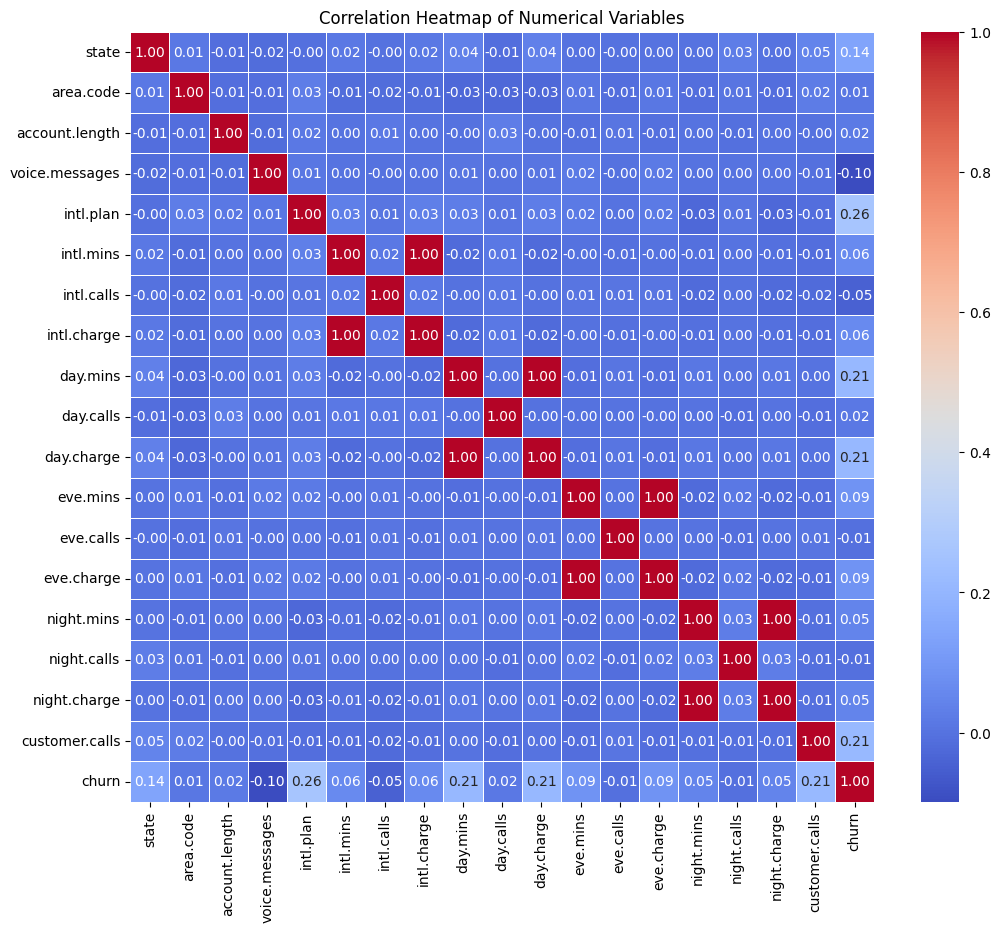 Correlation Heatmap of Numerical Variables
state 1.00 0.01 -0.01 -0.02 -0.00 0.02 -0.00 0.02 0.04 -0.01 0.04 0.00 -0.00 0.00 0.00 0.03 0.00 0.05 0.14
area.code 0.01 1.00 -0.01 -0.01 0.03 -0.01 -0.02 -0.01 -0.03 -0.03 -0.03 0.01 -0.01 0.01 -0.01 0.01 -0.01 0.02 0.01
account.length -0.01 -0.01 1.00 -0.01 0.02 0.00 0.01 0.00 -0.00 0.03 -0.00 -0.01 0.01 -0.01 0.00 -0.01 0.00 -0.00 0.02
voice.messages -0.02 -0.01 -0.01 1.00 0.01 0.00 -0.00 0.00 0.01 0.00 0.01 0.02 -0.00 0.02 0.00 0.00 0.00 -0.01 -0.10
intl.plan -0.00 0.03 0.02 0.01 1.00 0.03 0.01 0.03 0.03 0.01 0.03 0.02 0.00 0.02 -0.03 0.01 -0.03 -0.01 0.26
intl.mins 0.02 -0.01 0.00 0.00 0.03 1.00 0.02 1.00 -0.02 0.01 -0.02 -0.00 -0.01 -0.00 -0.01 0.00 -0.01 -0.01 0.06
intl.calls -0.00 -0.02 0.01 -0.00 0.01 0.02 1.00 0.02 -0.00 0.01 -0.00 0.01 0.01 0.01 -0.02 0.00 -0.02 -0.02 -0.05
intl.charge 0.02 -0.01 0.00 0.00 0.03 1.00 0.02 1.00 -0.02 0.01 -0.02 -0.00 -0.01 -0.00 -0.01 0.00 -0.01 -0.01 0.06
day.mins 0.04 -0.03 -0.00 0.01 0.03 -0.02 -0.00 -0.02 1.00 -0.00 1.00 -0.01 0.01 -0.01 0.01 0.00 0.01 0.00 0.21
day.calls -0.01 -0.03 0.03 0.00 0.01 0.01 0.01 0.01 -0.00 1.00 -0.00 -0.00 -0.00 -0.00 0.00 -0.01 0.00 -0.01 0.02
day.charge 0.04 -0.03 -0.00 0.01 0.03 -0.02 -0.00 -0.02 1.00 -0.00 1.00 -0.01 0.01 -0.01 0.01 0.00 0.01 0.00 0.21
eve.mins 0.00 0.01 -0.01 0.02 0.02 -0.00 0.01 -0.00 -0.01 -0.00 -0.01 1.00 0.00 1.00 -0.02 0.02 -0.02 -0.01 0.09
eve.calls -0.00 -0.01 0.01 -0.00 0.00 -0.01 0.01 -0.01 0.01 -0.00 0.01 0.00 1.00 0.00 0.00 -0.01 0.00 0.01 -0.01
eve.charge 0.00 0.01 -0.01 0.02 0.02 -0.00 0.01 -0.00 -0.01 -0.00 -0.01 1.00 0.00 1.00 -0.02 0.02 -0.02 -0.01 0.09
night.mins 0.00 -0.01 0.00 0.00 -0.03 -0.01 -0.02 -0.01 0.01 0.00 0.01 -0.02 0.00 -0.02 1.00 0.03 1.00 -0.01 0.05
night.calls 0.03 0.01 -0.01 0.00 0.01 0.00 0.00 0.00 0.00 -0.01 0.00 0.02 -0.01 0.02 0.03 1.00 0.03 -0.01 -0.01
night.charge 0.00 -0.01 0.00 0.00 -0.03 -0.01 -0.02 -0.01 0.01 0.00 0.01 -0.02 0.00 -0.02 1.00 0.03 1.00 -0.01 0.05
customer.calls 0.05 0.02 -0.00 -0.01 -0.01 -0.01 -0.02 -0.01 0.00 -0.01 0.00 -0.01 0.01 -0.01 -0.01 -0.01 -0.01 1.00 0.21
churn 0.14 0.01 0.02 -0.10 0.26 0.06 -0.05 0.06 0.21 0.02 0.21 0.09 -0.01 0.09 0.05 -0.01 0.05 0.21 1.00
state area.code account.length voice.messages intl.plan intl.mins intl.calls intl.charge day.mins day.calls day.charge eve.mins eve.calls eve.charge night.mins night.calls night.charge customer.calls churn
1.0
0.8
0.6
0.4
0.2
0.0